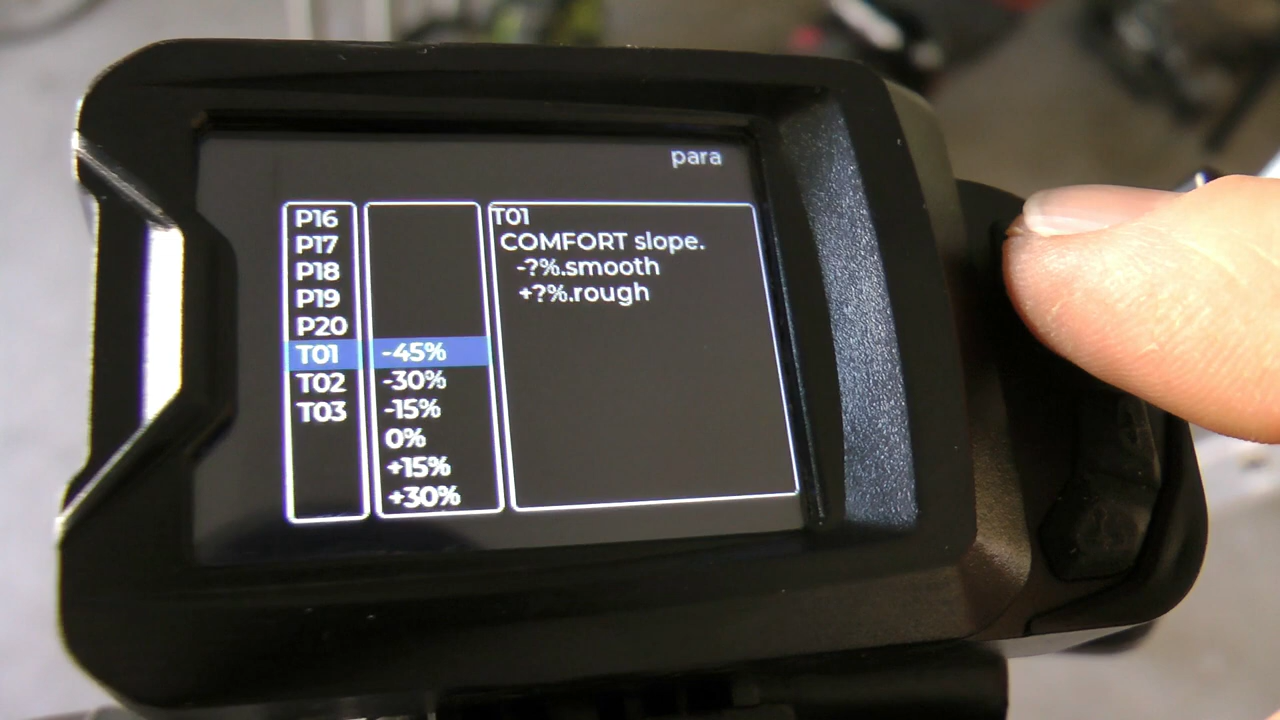 para
P16
P17
P18
P19
P20
T01
T02
T03
-45%
-30%
-15%
0%
+15%
+30%
T01
COMFORT slope.
-?%.smooth
+?%.rough